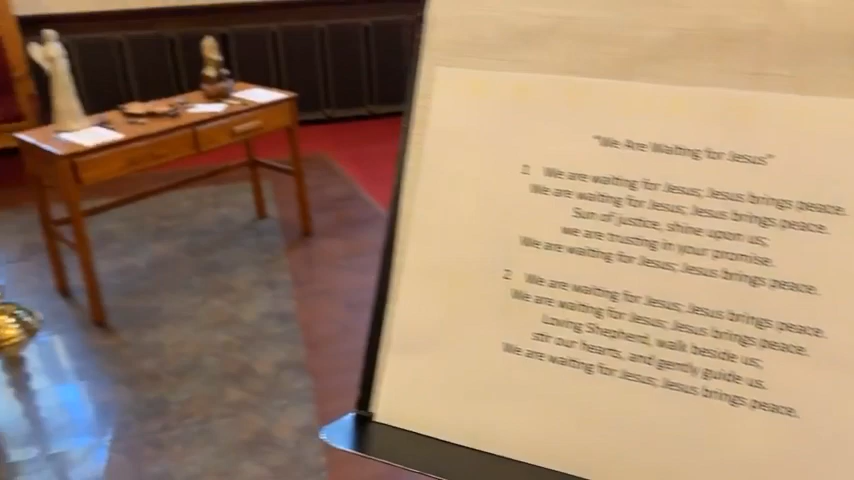 "We Are Waiting for Jesus"
1 We are waiting for Jesus; Jesus brings peace.
We are waiting for Jesus, Jesus brings peace.
Sun of justice, shine upon us;
we are trusting in your promise.
We are waiting for Jesus, Jesus brings peace.
2 We are waiting for Jesus, Jesus brings peace.
We are waiting for Jesus, Jesus brings peace.
Loving Shepherd, walk beside us;
stir our hearts, and gently guide us.
We are waiting for Jesus, Jesus brings peace.